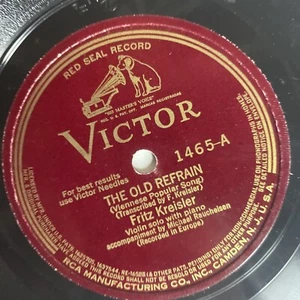 RED SEAL RECORD
"HIS MASTER'S VOICE"
VICTOR
For best results
use Victor Needles
1465-A
THE OLD REFRAIN
(Viennese Popular Song)
(Transcribed by F. Kreisler)
Fritz Kreisler
Violin solo with piano
accompaniment by Michael Raucheisen
(Recorded in Europe)
RCA MANUFACTURING CO., INC., CAMDEN, N.J. U.S.A.